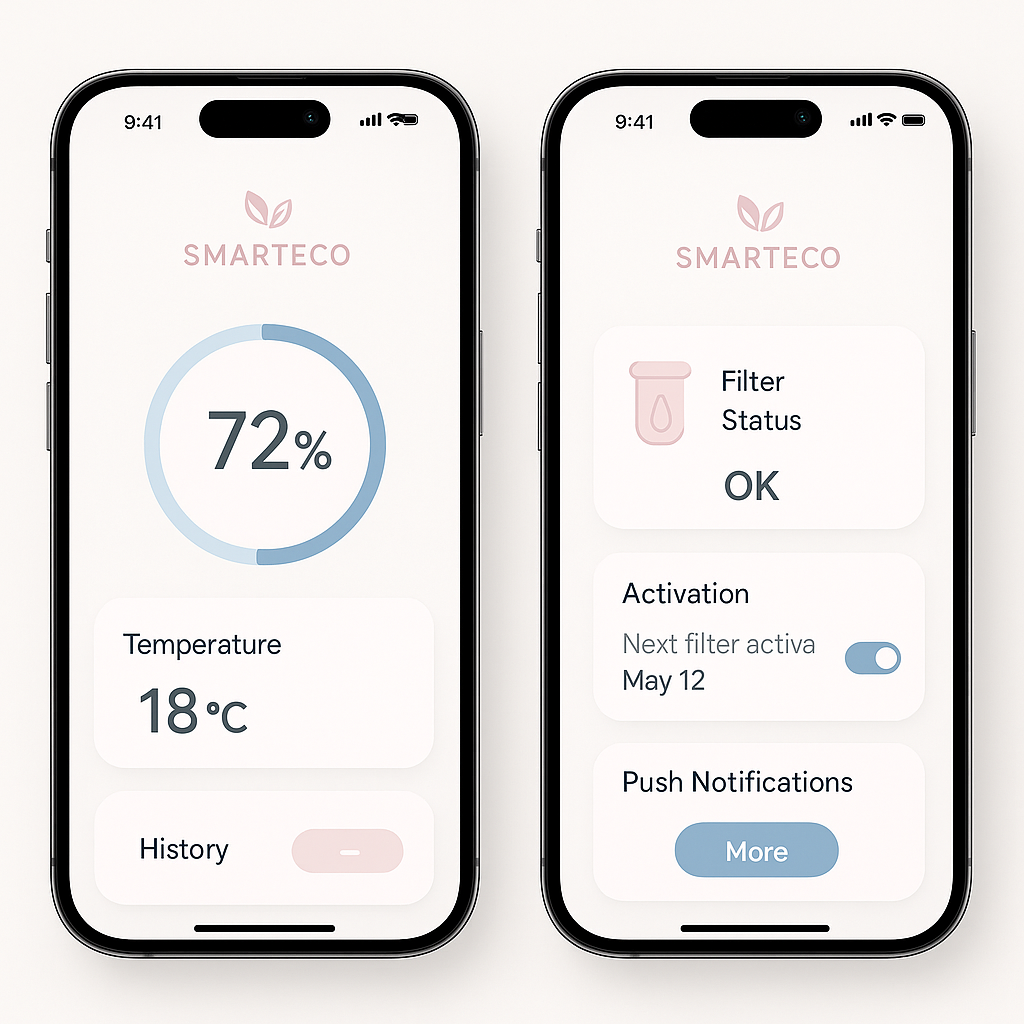 9:41
SMARTECO
72%
Temperature
18°C
History
9:41
SMARTECO
Filter
Status
OK
Activation
Next filter activa
May 12
Push Notifications
More